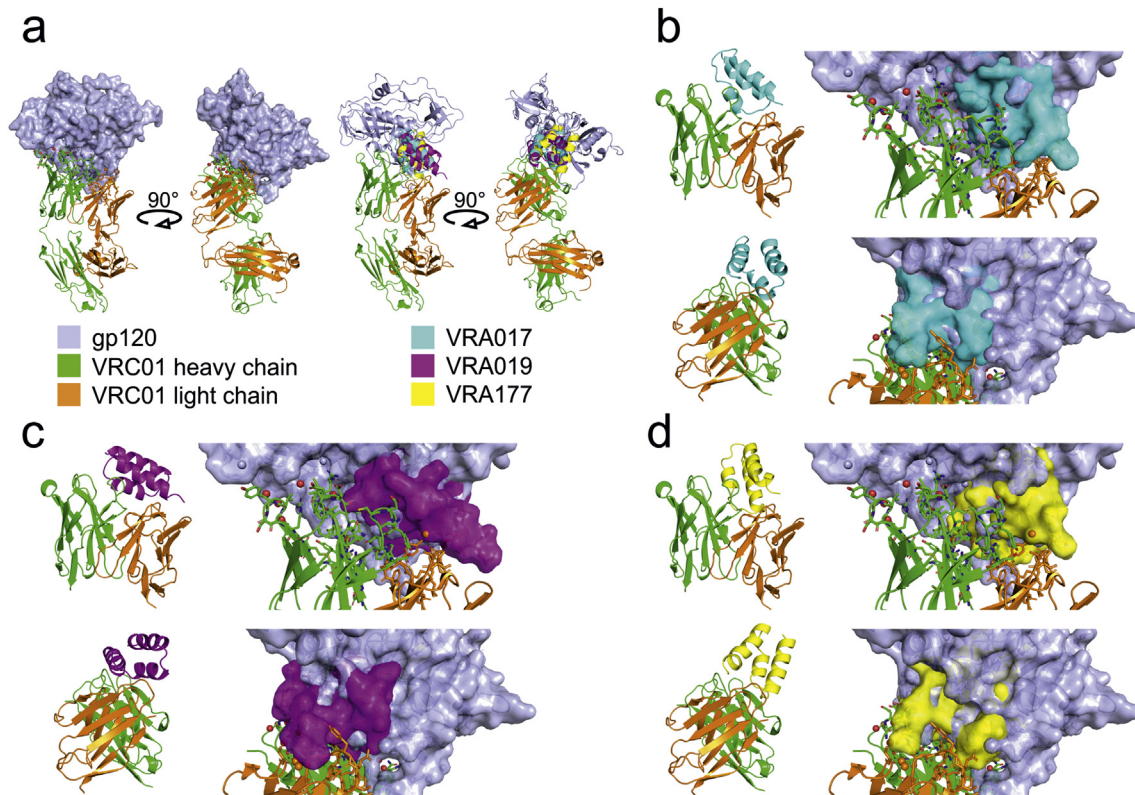 a
b
90°
90°
gp120
VRC01 heavy chain
VRC01 light chain
VRA017
VRA019
VRA177
c
d